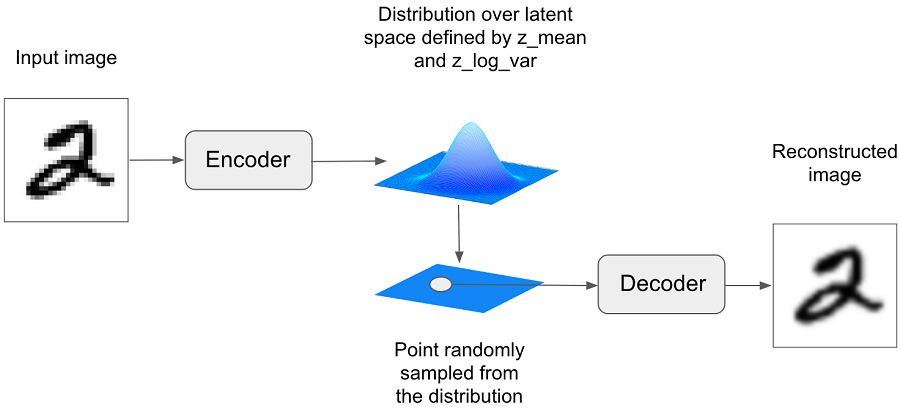 Input image
Encoder
Distribution over latent
space defined by z_mean
and z_log_var
Point randomly
sampled from
the distribution
Decoder
Reconstructed
image